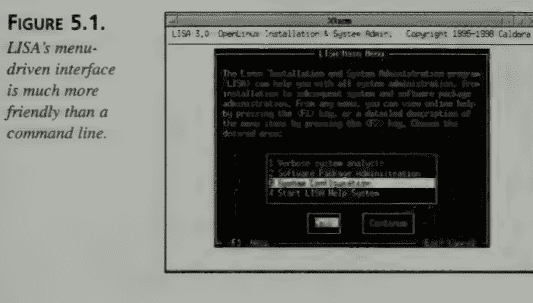 FIGURE 5.1.
LISA's menu-
driven interface
is much more
friendly than a
command line.
Xterm
LISA 3.0 OpenLinux Installation & System Admin. Copyright 1995-1998 Caldera
LISA Main Menu
The Linux Installation and System Administration program
(LISA) can help you with all system administration, from
installation to subsequent system and software package
administration. From any menu, you can view online help
by pressing the <F1> key, or a detailed description of
the menu items by pressing the <F2> key. Choose the
desired area:
1 Verbose system analysis
2 Software Package Administration
3 System Configuration
4 Start LISA Help System
Continue